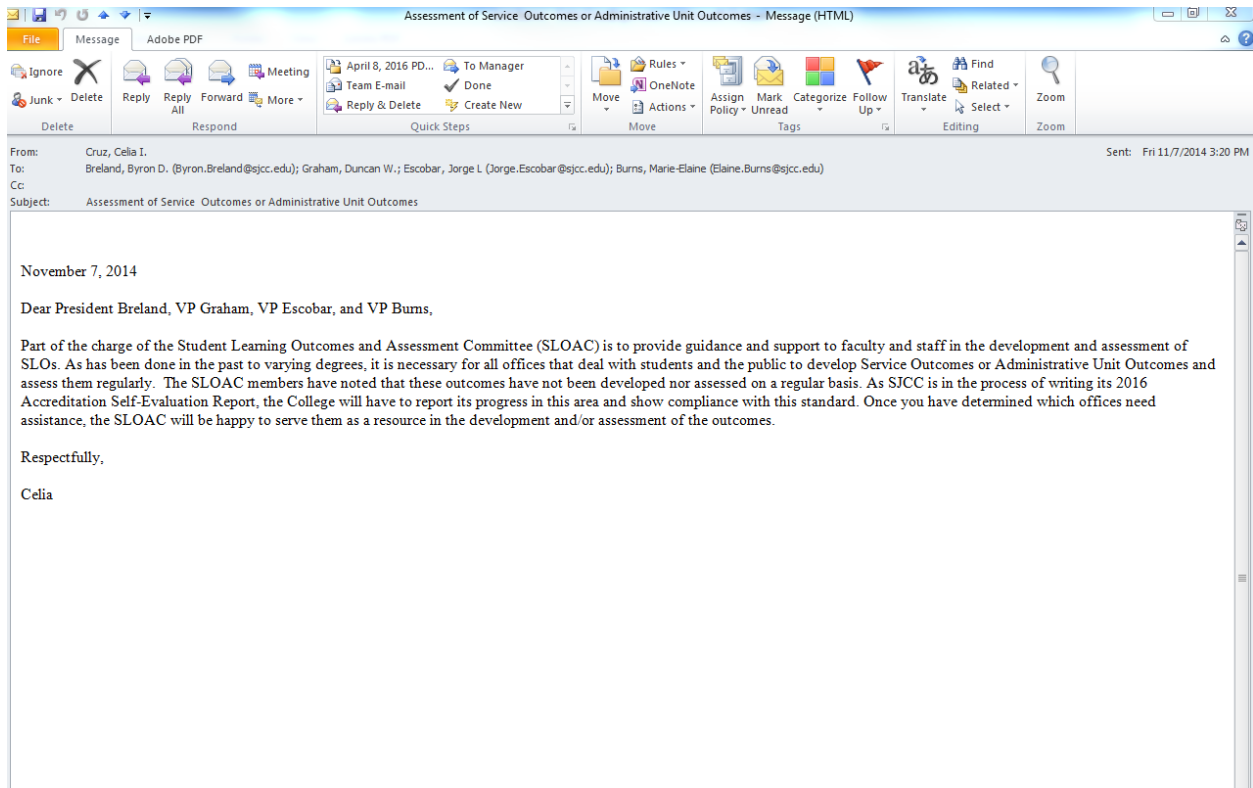 Assessment of Service  Outcomes or Administrative Unit Outcomes - Message (HTML)
File Message Adobe PDF
Ignore
Junk
Delete
Delete
Reply
Reply All
Forward
Meeting
More
Respond
April 8, 2016 PD...
Team E-mail
Reply & Delete
To Manager
Done
Create New
Quick Steps
Move
Rules
OneNote
Actions
Move
Assign Policy
Mark Unread
Categorize
Follow Up
Tags
Translate
Find
Related
Select
Editing
Zoom
Zoom
From: Cruz, Celia I. Sent: Fri 11/7/2014 3:20 PM
To: Breland, Byron D. (Byron.Breland@sjcc.edu); Graham, Duncan W.; Escobar, Jorge L (Jorge.Escobar@sjcc.edu); Burns, Marie-Elaine (Elaine.Burns@sjcc.edu)
Cc:
Subject: Assessment of Service  Outcomes or Administrative Unit Outcomes
November 7, 2014
Dear President Breland, VP Graham, VP Escobar, and VP Burns,
Part of the charge of the Student Learning Outcomes and Assessment Committee (SLOAC) is to provide guidance and support to faculty and staff in the development and assessment of
SLOs. As has been done in the past to varying degrees, it is necessary for all offices that deal with students and the public to develop Service Outcomes or Administrative Unit Outcomes and
assess them regularly.  The SLOAC members have noted that these outcomes have not been developed nor assessed on a regular basis. As SJCC is in the process of writing its 2016
Accreditation Self-Evaluation Report, the College will have to report its progress in this area and show compliance with this standard. Once you have determined which offices need
assistance, the SLOAC will be happy to serve them as a resource in the development and/or assessment of the outcomes.
Respectfully,
Celia